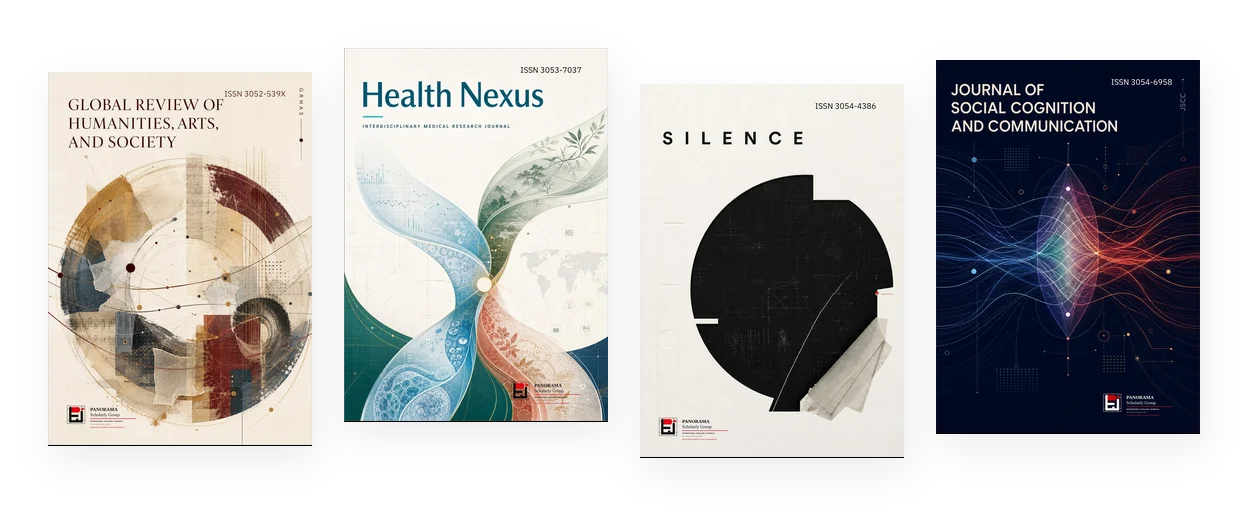 ISSN 3052-539X
GLOBAL REVIEW OF
HUMANITIES, ARTS,
AND SOCIETY
GRHAS
PANORAMA
Scholarly Group
ISSN 3053-7037
Health Nexus
INTERDISCIPLINARY MEDICAL RESEARCH JOURNAL
PANORAMA
Scholarly Group
ISSN 3054-4386
SILENCE
PANORAMA
Scholarly Group
ISSN 3054-6958
JOURNAL OF
SOCIAL COGNITION
AND COMMUNICATION
JSCC
PANORAMA
Scholarly Group